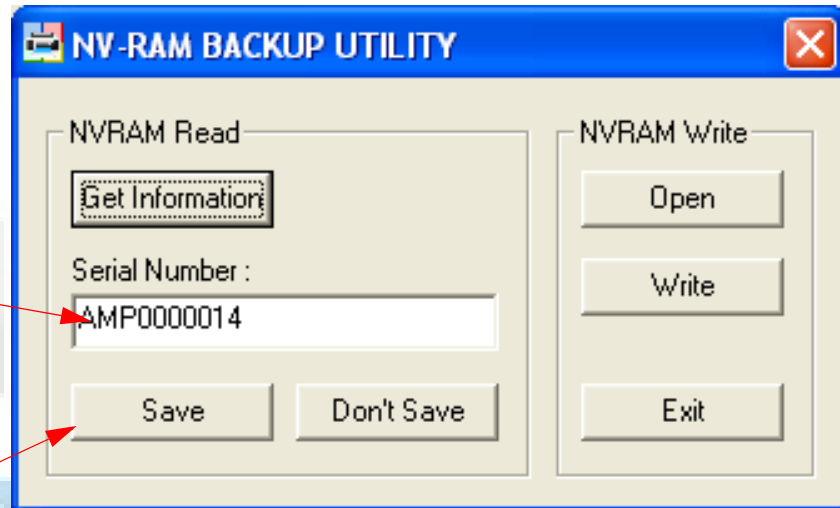 NV-RAM BACKUP UTILITY
NVRAM Read
Get Information
Serial Number :
AMP0000014
Save
Don't Save
NVRAM Write
Open
Write
Exit